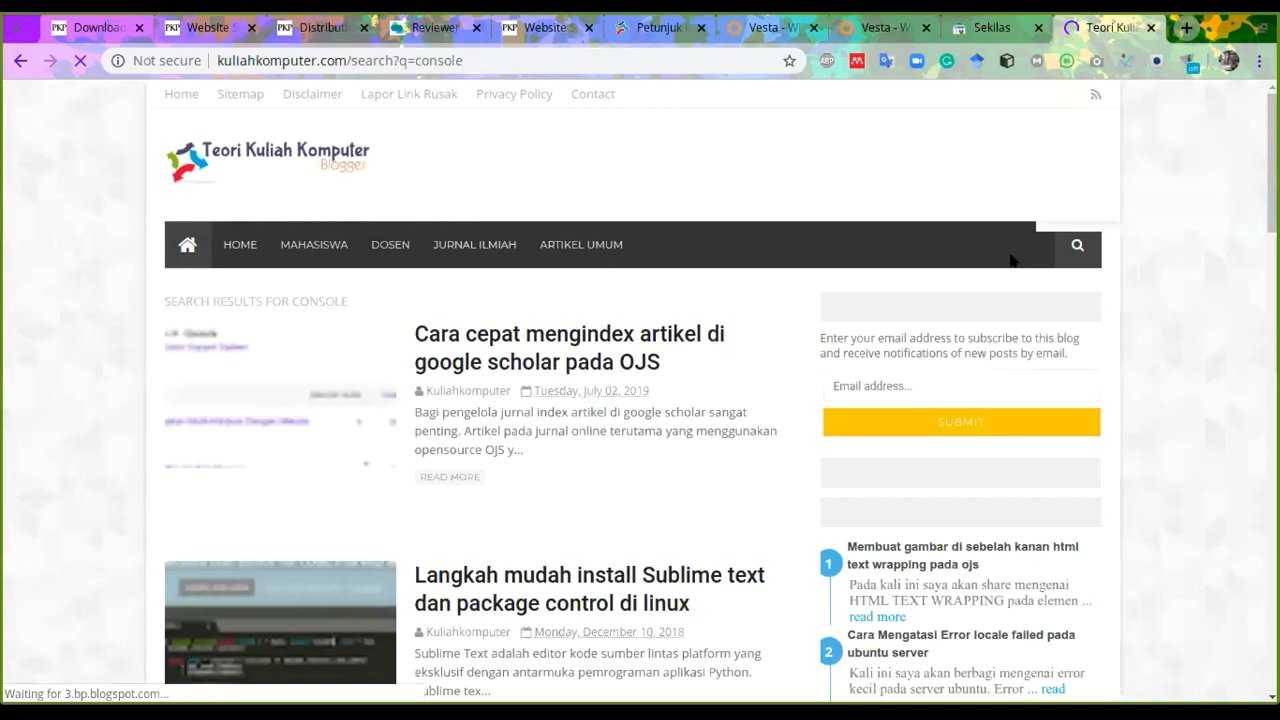 Downloac
Website S
Distributi
Reviewer
Website
Petunjuk
Vesta - W
Vesta - W
Sekilas
Teori Kulia
Not secure
kuliahkomputer.com/search?q=console
Home
Sitemap
Disclaimer
Lapor Link Rusak
Privacy Policy
Contact
Teori Kuliah Komputer
Blogger
HOME
MAHASISWA
DOSEN
JURNAL ILMIAH
ARTIKEL UMUM
SEARCH RESULTS FOR CONSOLE
Cara cepat mengindex artikel di
google scholar pada OJS
Kuliahkomputer
Tuesday, July 02, 2019
Bagi pengelola jurnal index artikel di google scholar sangat
penting. Artikel pada jurnal online terutama yang menggunakan
opensource OJS y...
READ MORE
Langkah mudah install Sublime text
dan package control di linux
Kuliahkomputer
Monday, December 10, 2018
Sublime Text adalah editor kode sumber lintas platform yang
eksklusif dengan antarmuka pemrograman aplikasi Python.
ublime tex...
Enter your email address to subscribe to this blog
and receive notifications of new posts by email.
Email address...
SUBMIT
1
Membuat gambar di sebelah kanan html
text wrapping pada ojs
Pada kali ini saya akan share mengenai
HTML TEXT WRAPPING pada elemen ...
read more
2
Cara Mengatasi Error locale failed pada
ubuntu server
Kali ini saya akan berbagi mengenai error
kecil pada server ubuntu. Error ... read
Waiting for 3.bp.blogspot.com...